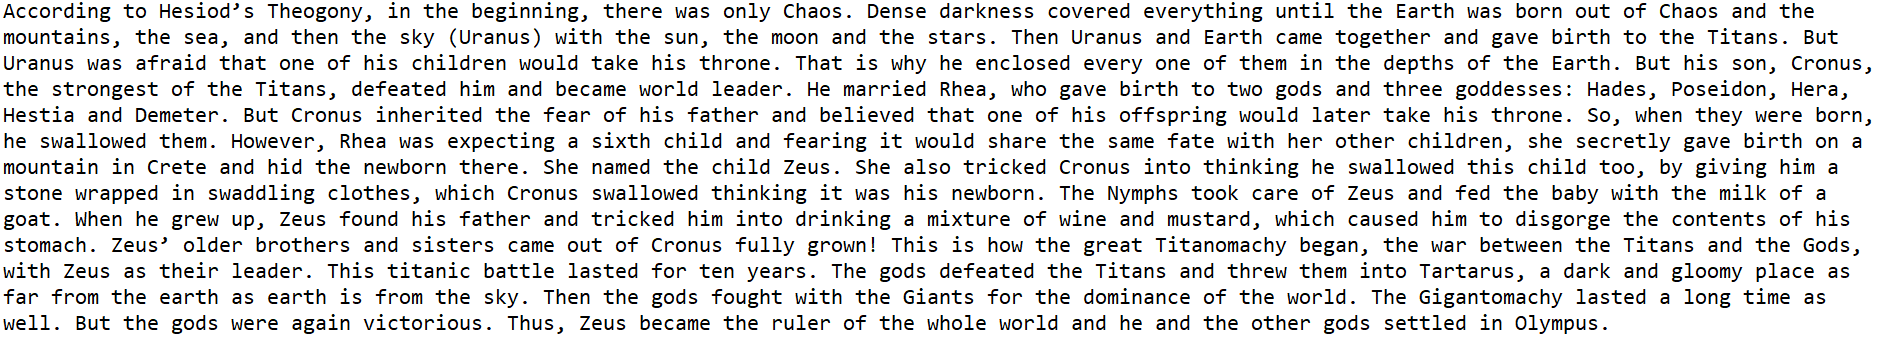 According to Hesiod’s Theogony, in the beginning, there was only Chaos. Dense darkness covered everything until the Earth was born out of Chaos and the
mountains, the sea, and then the sky (Uranus) with the sun, the moon and the stars. Then Uranus and Earth came together and gave birth to the Titans. But
Uranus was afraid that one of his children would take his throne. That is why he enclosed every one of them in the depths of the Earth. But his son, Cronus,
the strongest of the Titans, defeated him and became world leader. He married Rhea, who gave birth to two gods and three goddesses: Hades, Poseidon, Hera,
Hestia and Demeter. But Cronus inherited the fear of his father and believed that one of his offspring would later take his throne. So, when they were born,
he swallowed them. However, Rhea was expecting a sixth child and fearing it would share the same fate with her other children, she secretly gave birth on a
mountain in Crete and hid the newborn there. She named the child Zeus. She also tricked Cronus into thinking he swallowed this child too, by giving him a
stone wrapped in swaddling clothes, which Cronus swallowed thinking it was his newborn. The Nymphs took care of Zeus and fed the baby with the milk of a
goat. When he grew up, Zeus found his father and tricked him into drinking a mixture of wine and mustard, which caused him to disgorge the contents of his
stomach. Zeus’ older brothers and sisters came out of Cronus fully grown! This is how the great Titanomachy began, the war between the Titans and the Gods,
with Zeus as their leader. This titanic battle lasted for ten years. The gods defeated the Titans and threw them into Tartarus, a dark and gloomy place as
far from the earth as earth is from the sky. Then the gods fought with the Giants for the dominance of the world. The Gigantomachy lasted a long time as
well. But the gods were again victorious. Thus, Zeus became the ruler of the whole world and he and the other gods settled in Olympus.